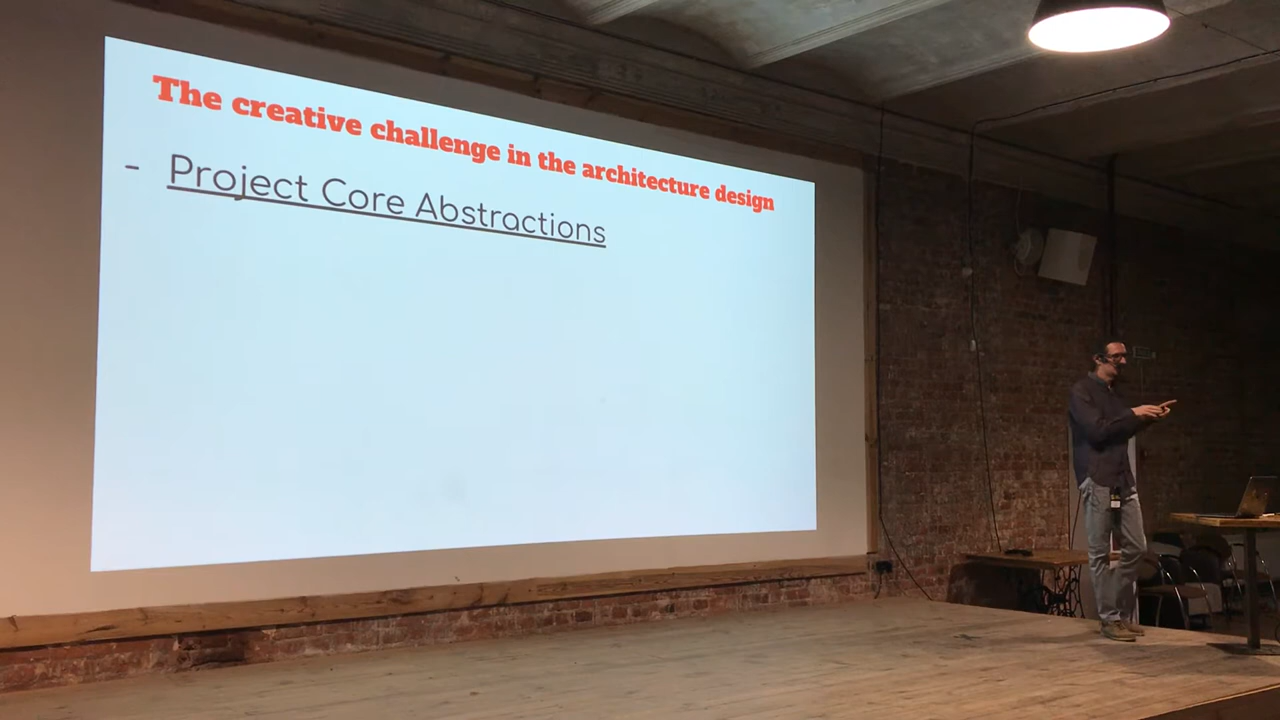 The creative challenge in the architecture design
- Project Core Abstractions